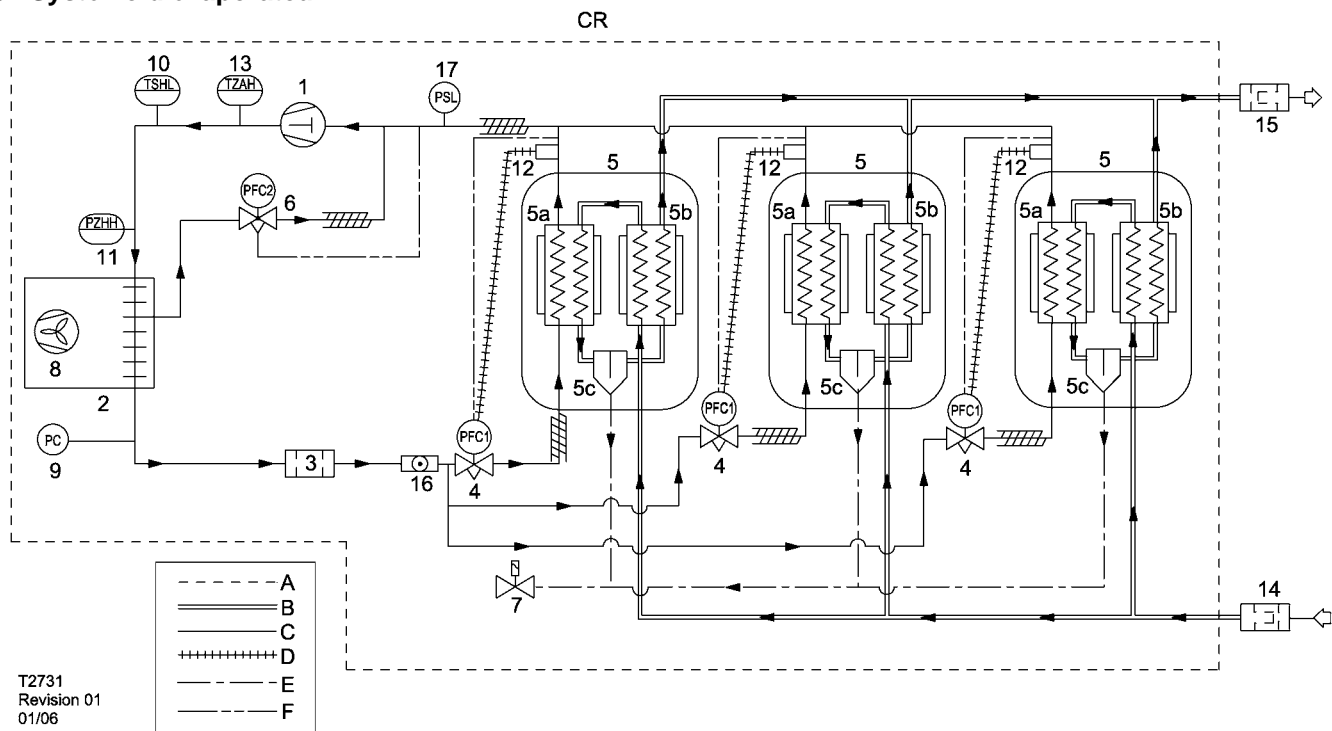 CR
10 13 1 17
TSHL TZAH PSL
15
12 5 12 5 12 5
PFC2
6
5a 5b 5a 5b 5a 5b
PZHH
11
8
5c 5c 5c
2
PFC1 PFC1 PFC1
PC
9
3
16
4 4 4
7
14
A
B
C
D
E
F
T2731
Revision 01
01/06